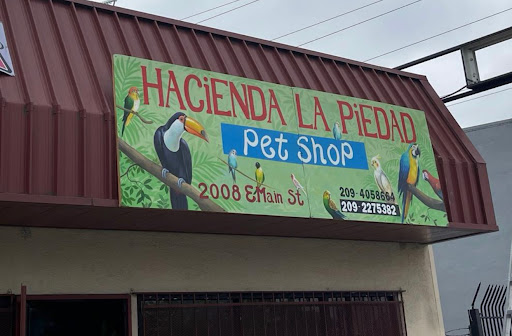 HACiENDA LA PiEDAD
Pet Shop
2008 E.Main St
209-4058664
209-2275382